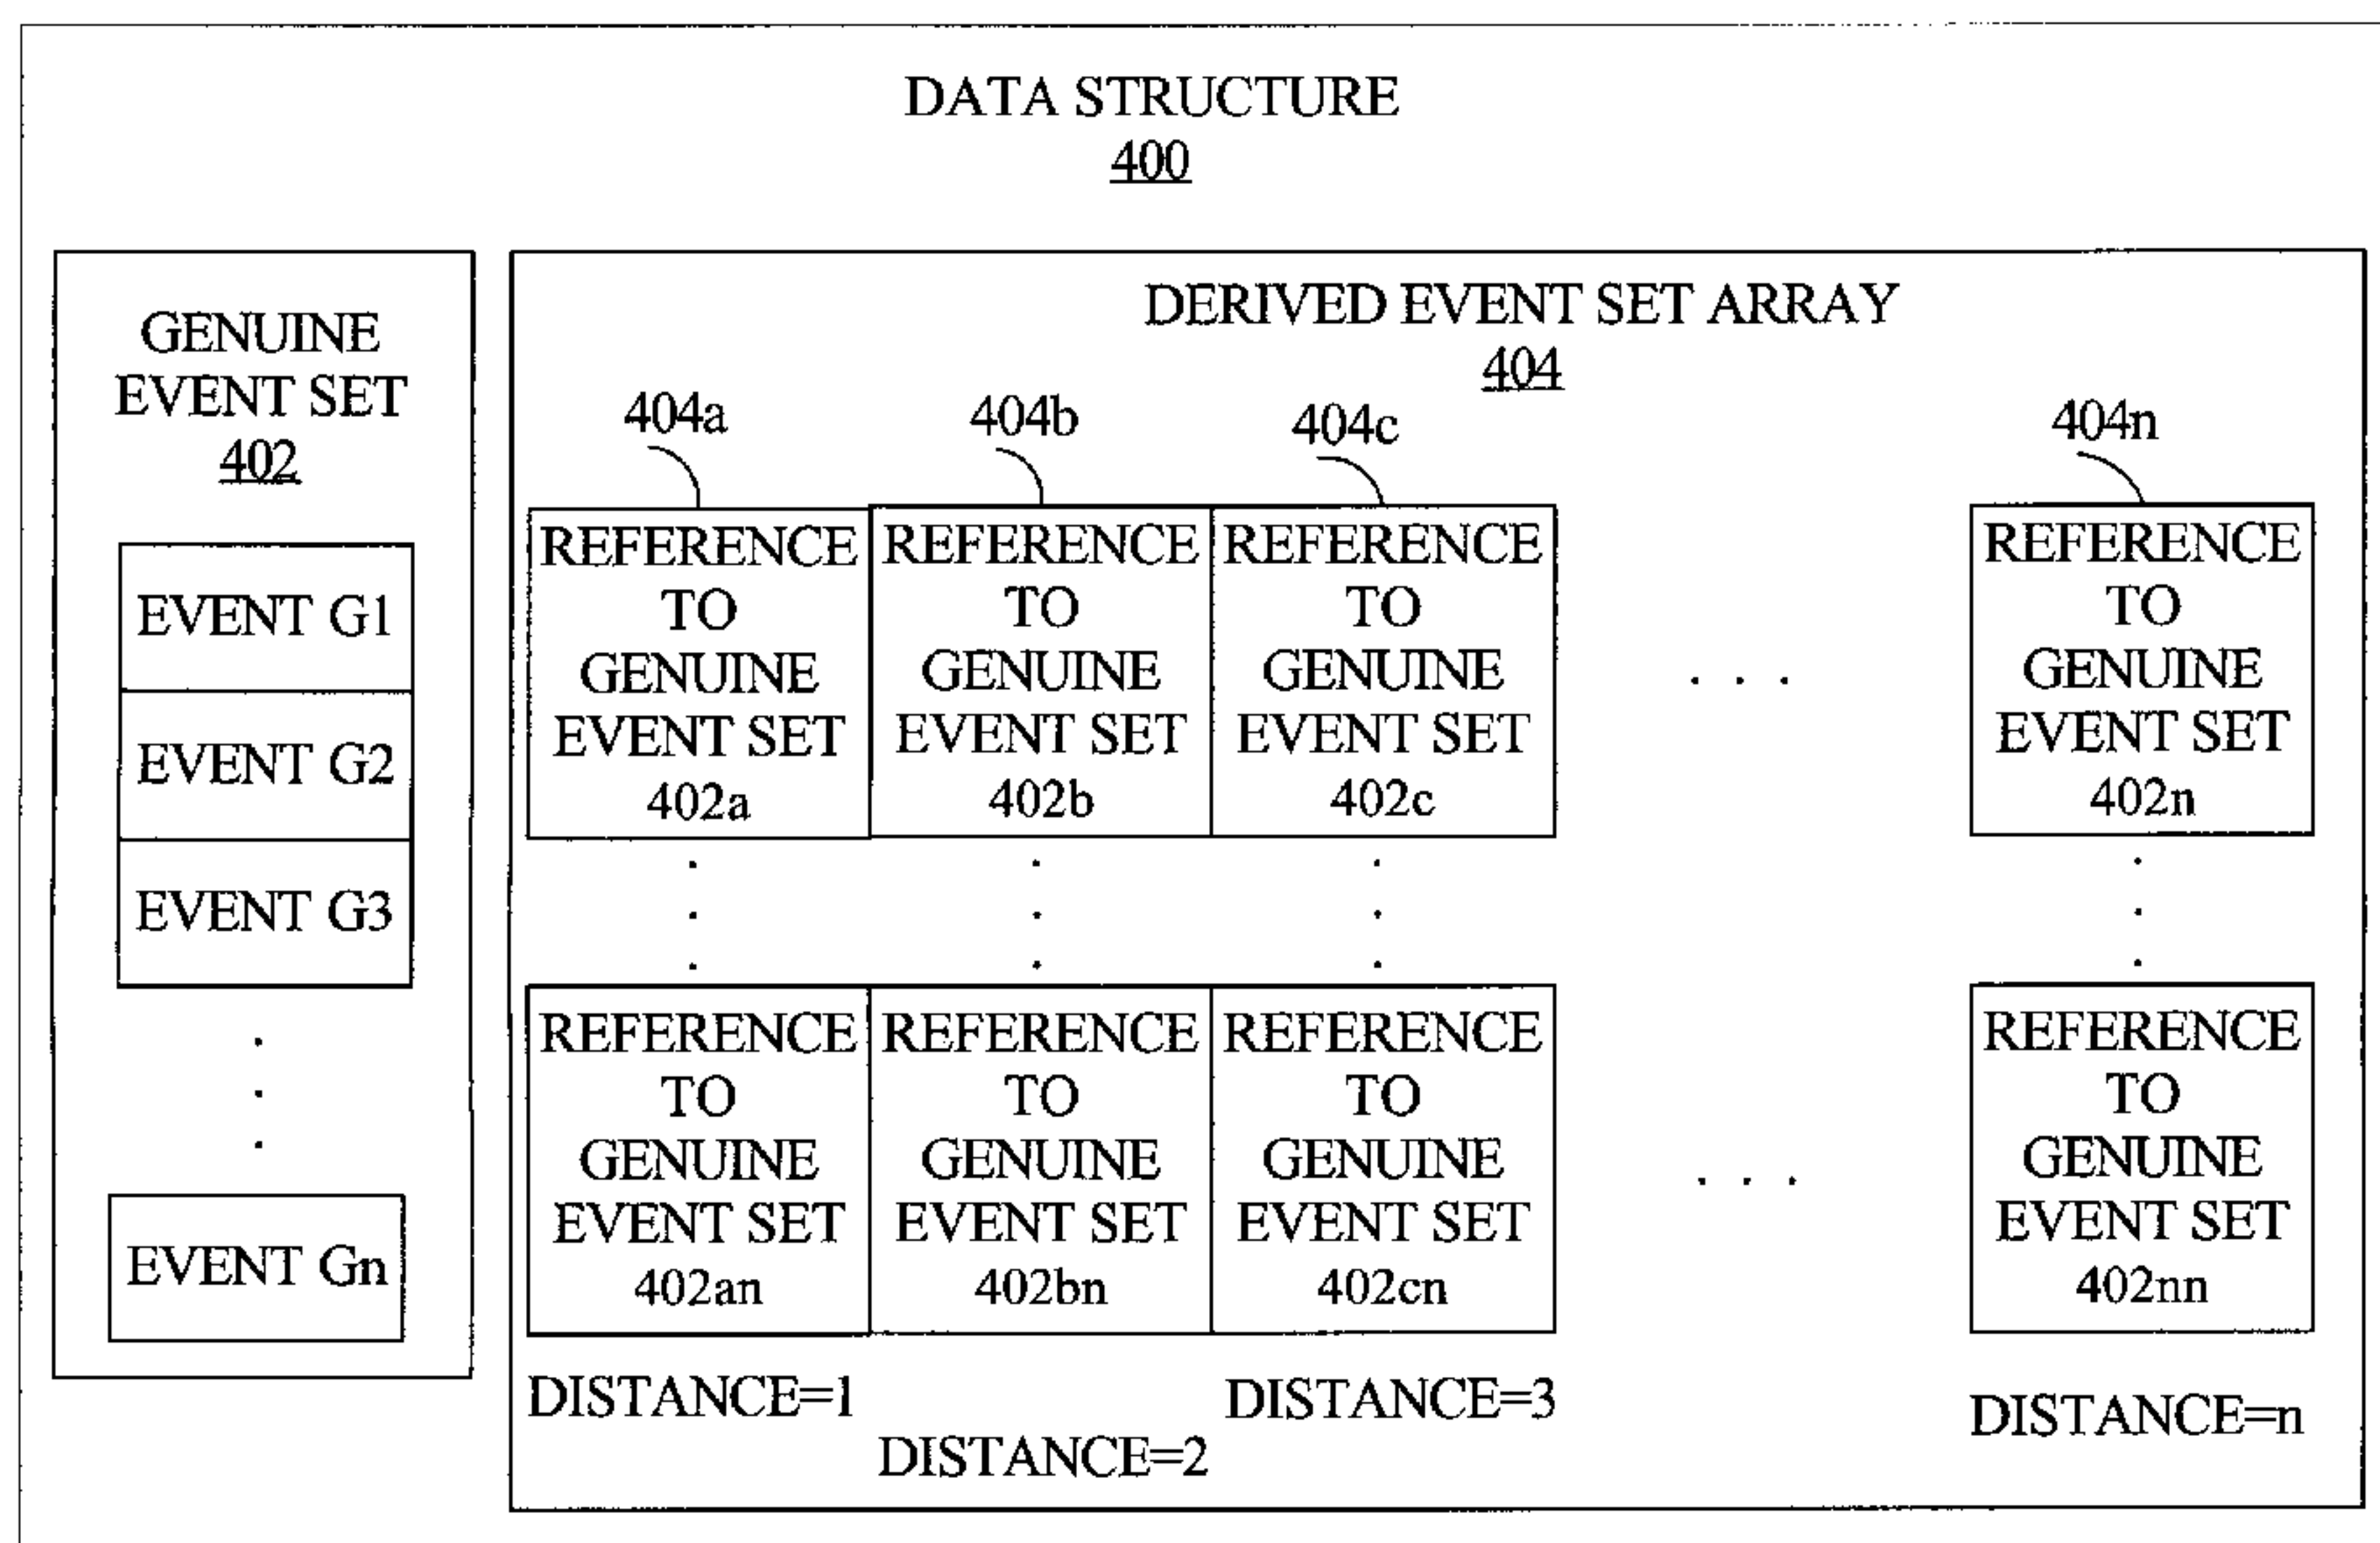 DATA STRUCTURE
400
GENUINE
EVENT SET
402
EVENT G1
EVENT G2
EVENT G3
.
.
.
EVENT Gn
DERIVED EVENT SET ARRAY
404
404a
404b
404c
404n
REFERENCE
TO
GENUINE
EVENT SET
402a
REFERENCE
TO
GENUINE
EVENT SET
402b
REFERENCE
TO
GENUINE
EVENT SET
402c
. . .
REFERENCE
TO
GENUINE
EVENT SET
402n
REFERENCE
TO
GENUINE
EVENT SET
402an
REFERENCE
TO
GENUINE
EVENT SET
402bn
REFERENCE
TO
GENUINE
EVENT SET
402cn
. . .
REFERENCE
TO
GENUINE
EVENT SET
402nn
DISTANCE=1
DISTANCE=2
DISTANCE=3
DISTANCE=n